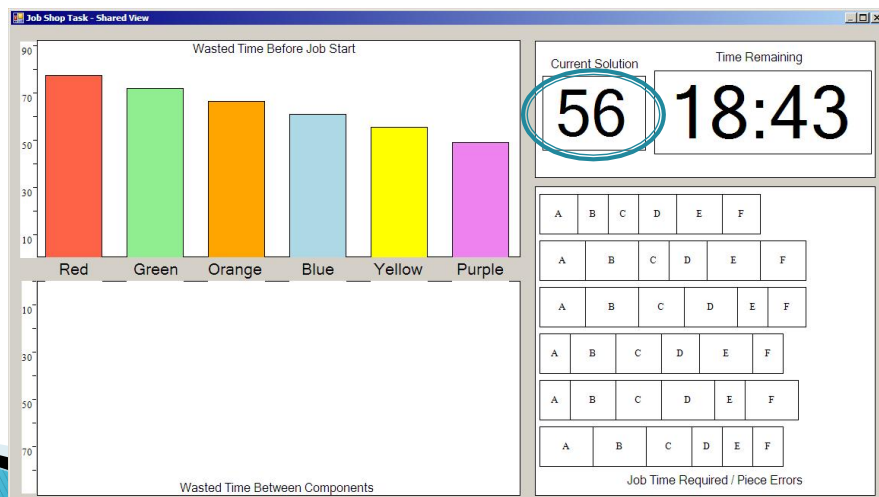 Job Shop Task - Shared View
Wasted Time Before Job Start
90
70
50
30
10
Red Green Orange Blue Yellow Purple
10
30
50
70
Wasted Time Between Components
Current Solution
56
Time Remaining
18:43
A B C D E F
A B C D E F
A B C D E F
A B C D E F
A B C D E F
A B C D E F
Job Time Required / Piece Errors